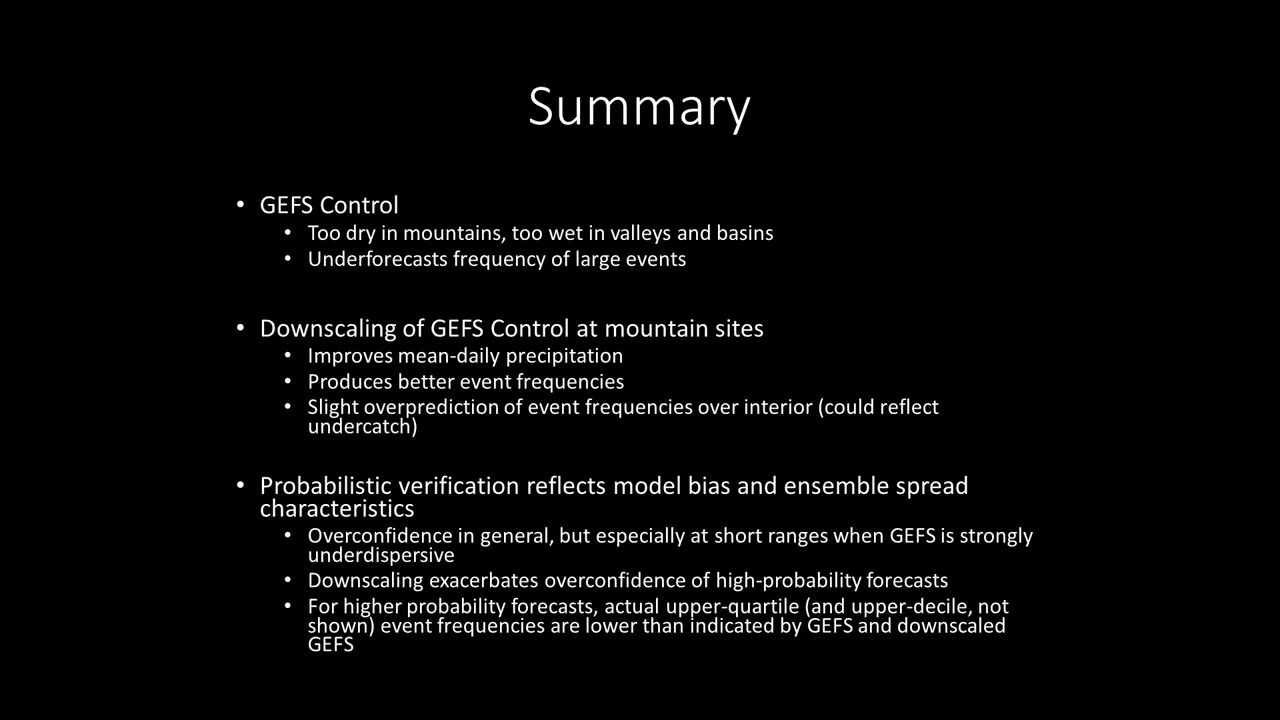 Summary
• GEFS Control
• Too dry in mountains, too wet in valleys and basins
• Underforecasts frequency of large events
• Downscaling of GEFS Control at mountain sites
• Improves mean-daily precipitation
• Produces better event frequencies
• Slight overprediction of event frequencies over interior (could reflect
undercatch)
• Probabilistic verification reflects model bias and ensemble spread
characteristics
• Overconfidence in general, but especially at short ranges when GEFS is strongly
underdispersive
• Downscaling exacerbates overconfidence of high-probability forecasts
• For higher probability forecasts, actual upper-quartile (and upper-decile, not
shown) event frequencies are lower than indicated by GEFS and downscaled
GEFS